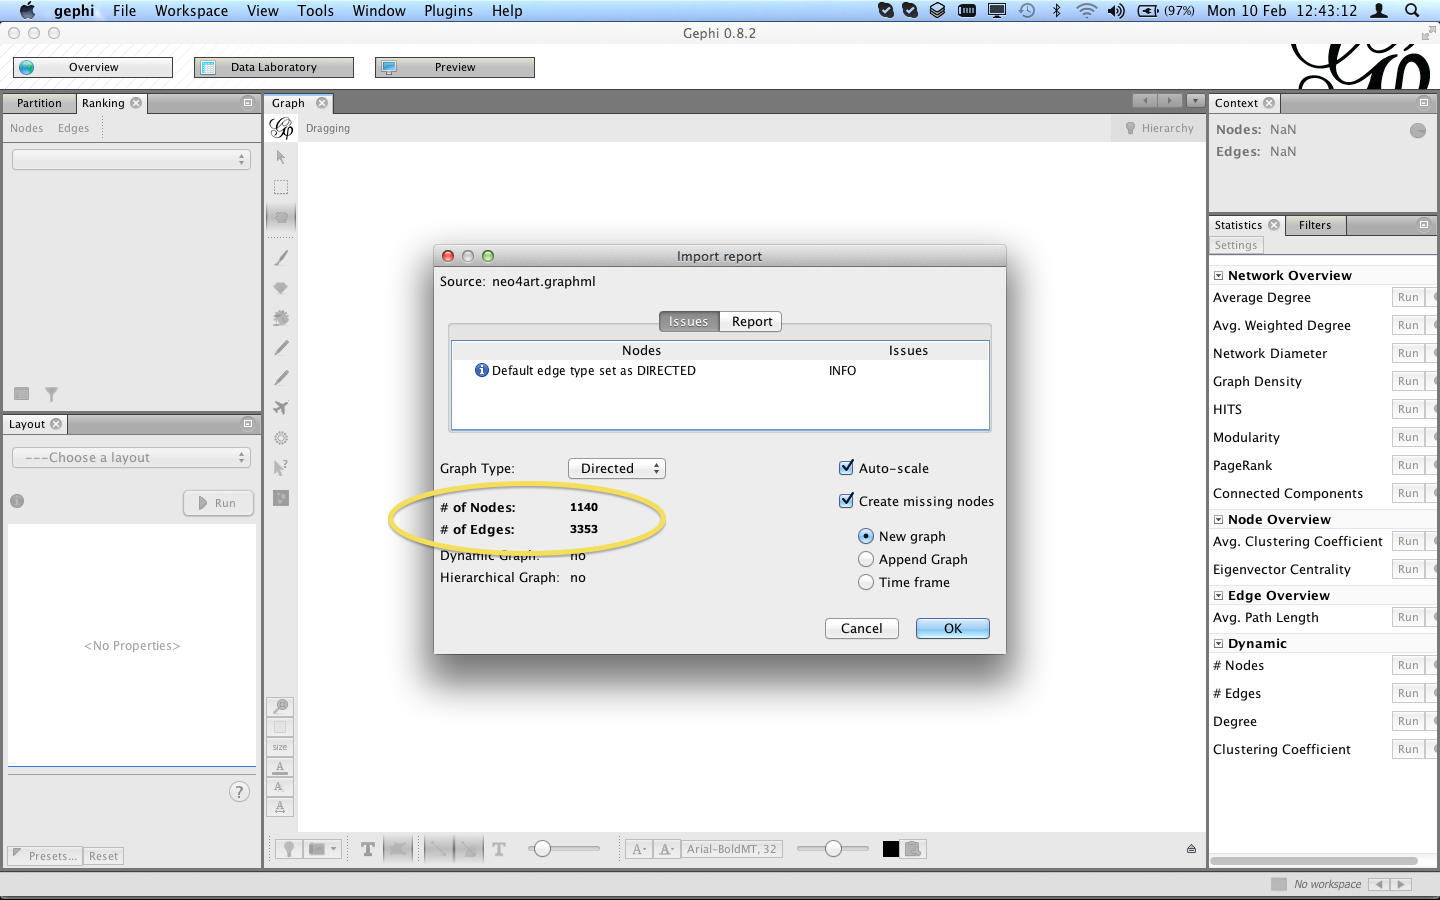 gephi File Workspace View Tools Window Plugins Help (97%) Mon 10 Feb 12:43:12
Gephi 0.8.2
Overview Data Laboratory Preview
Partition Ranking
Nodes Edges
Graph
Dragging Hierarchy
Context
Nodes: NaN
Edges: NaN
Import report
Source: neo4art.graphml
Issues Report
Nodes Issues
Default edge type set as DIRECTED INFO
Graph Type: Directed
# of Nodes: 1140
# of Edges: 3353
Dynamic Graph: no
Hierarchical Graph: no
Auto-scale
Create missing nodes
New graph
Append Graph
Time frame
Cancel OK
Layout
---Choose a layout
Run
<No Properties>
?
Presets... Reset
size
A
A
A
T T A A Arial-BoldMT, 32
Statistics Filters
Settings
Network Overview
Average Degree Run
Avg. Weighted Degree Run
Network Diameter Run
Graph Density Run
HITS Run
Modularity Run
PageRank Run
Connected Components Run
Node Overview
Avg. Clustering Coefficient Run
Eigenvector Centrality Run
Edge Overview
Avg. Path Length Run
Dynamic
# Nodes Run
# Edges Run
Degree Run
Clustering Coefficient Run
No workspace